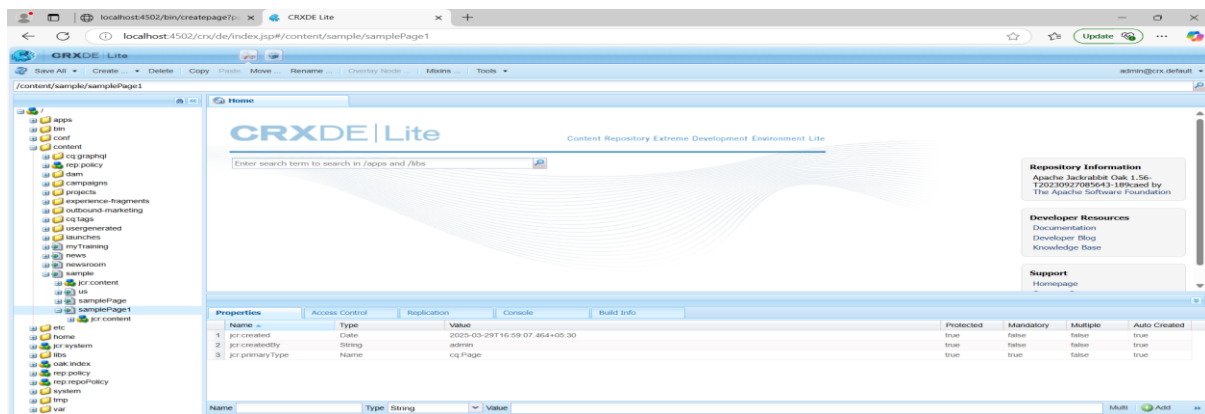 localhost:4502/bin/createpage?p
CRXDE Lite
localhost:4502/crx/de/index.jsp#/content/sample/samplePage1
Update
CRXDE Lite
Save All Create ... Delete Copy Paste Move ... Rename ... Overlay Node ... Mixins ... Tools
admin@crx.default
/content/sample/samplePage1
Home
/
apps
bin
conf
content
cq:graphql
rep:policy
dam
campaigns
projects
experience-fragments
outbound-marketing
cq:tags
usergenerated
launches
myTraining
news
newsroom
sample
jcr:content
us
samplePage
samplePage1
jcr:content
etc
home
jcr:system
libs
oak:index
rep:policy
rep:repoPolicy
system
tmp
var
CRXDE | Lite
Content Repository Extreme Development Environment Lite
Enter search term to search in /apps and /libs
Repository Information
Apache Jackrabbit Oak 1.56-
T20230927085643-189caed by
The Apache Software Foundation
Developer Resources
Documentation
Developer Blog
Knowledge Base
Support
Homepage
Properties Access Control Replication Console Build Info
Name Type Value Protected Mandatory Multiple Auto Created
1 jcr:created Date 2025-03-29T16:59:07.464+05:30 true false false true
2 jcr:createdBy String admin true false false true
3 jcr:primaryType Name cq:Page true true false true
Name Type String Value Multi Add